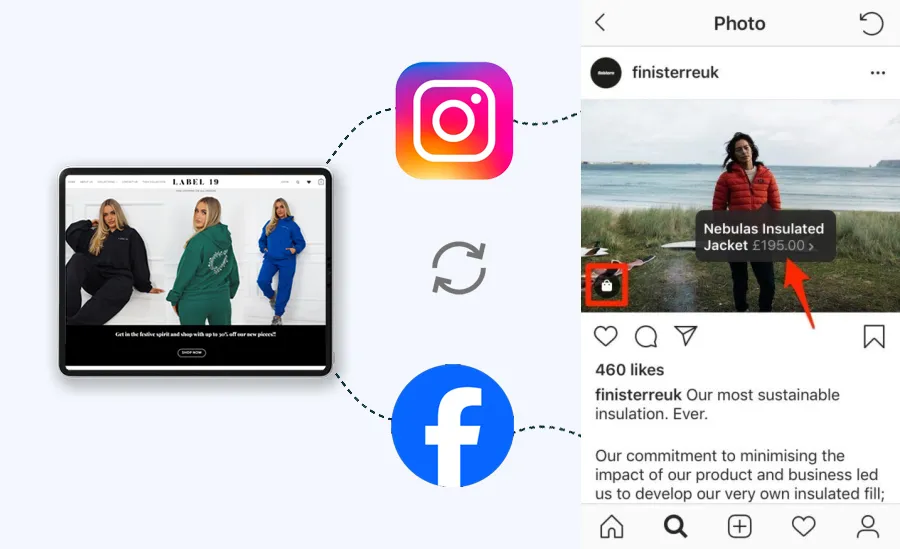 LABEL 19
Get in the festive spirit and shop with up to 30% off our new pieces!!
SHOP NOW
Photo
finisterreuk
Nebulas Insulated
Jacket £195.00 >
460 likes
finisterreuk Our most sustainable
insulation. Ever.
Our commitment to minimising the
impact of our product and business led
us to develop our very own insulated fill;